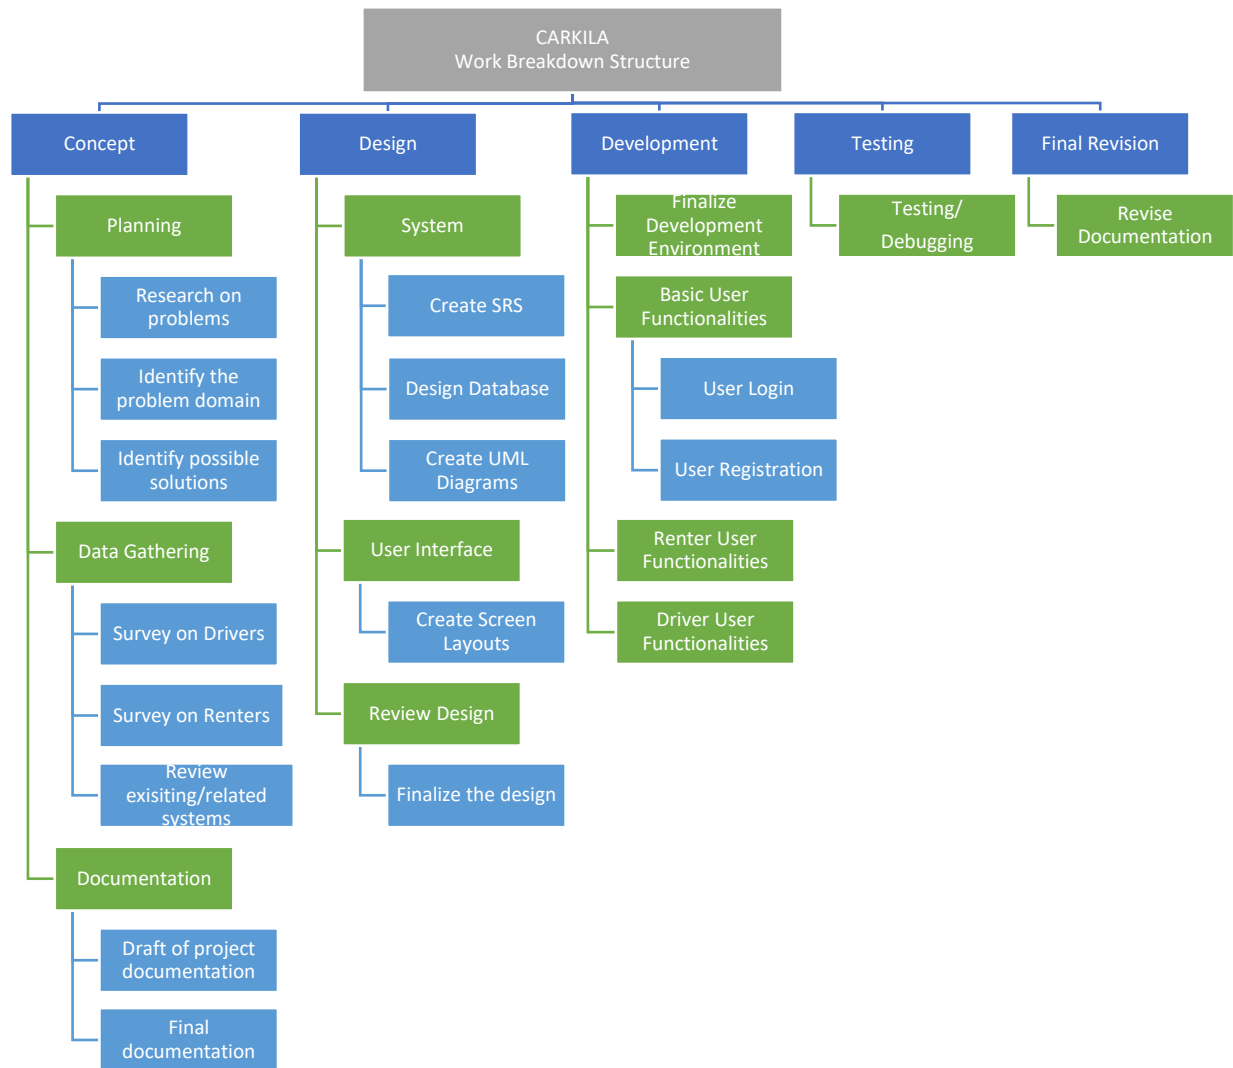 CARKILA
Work Breakdown Structure
Concept
Design
Development
Testing
Final Revision
Planning
Research on
problems
Identify the
problem domain
Identify possible
solutions
Data Gathering
Survey on Drivers
Survey on Renters
Review
exisiting/related
systems
Documentation
Draft of project
documentation
Final
documentation
System
Create SRS
Design Database
Create UML
Diagrams
User Interface
Create Screen
Layouts
Review Design
Finalize the design
Finalize
Development
Environment
Basic User
Functionalities
User Login
User Registration
Renter User
Functionalities
Driver User
Functionalities
Testing/
Debugging
Revise
Documentation